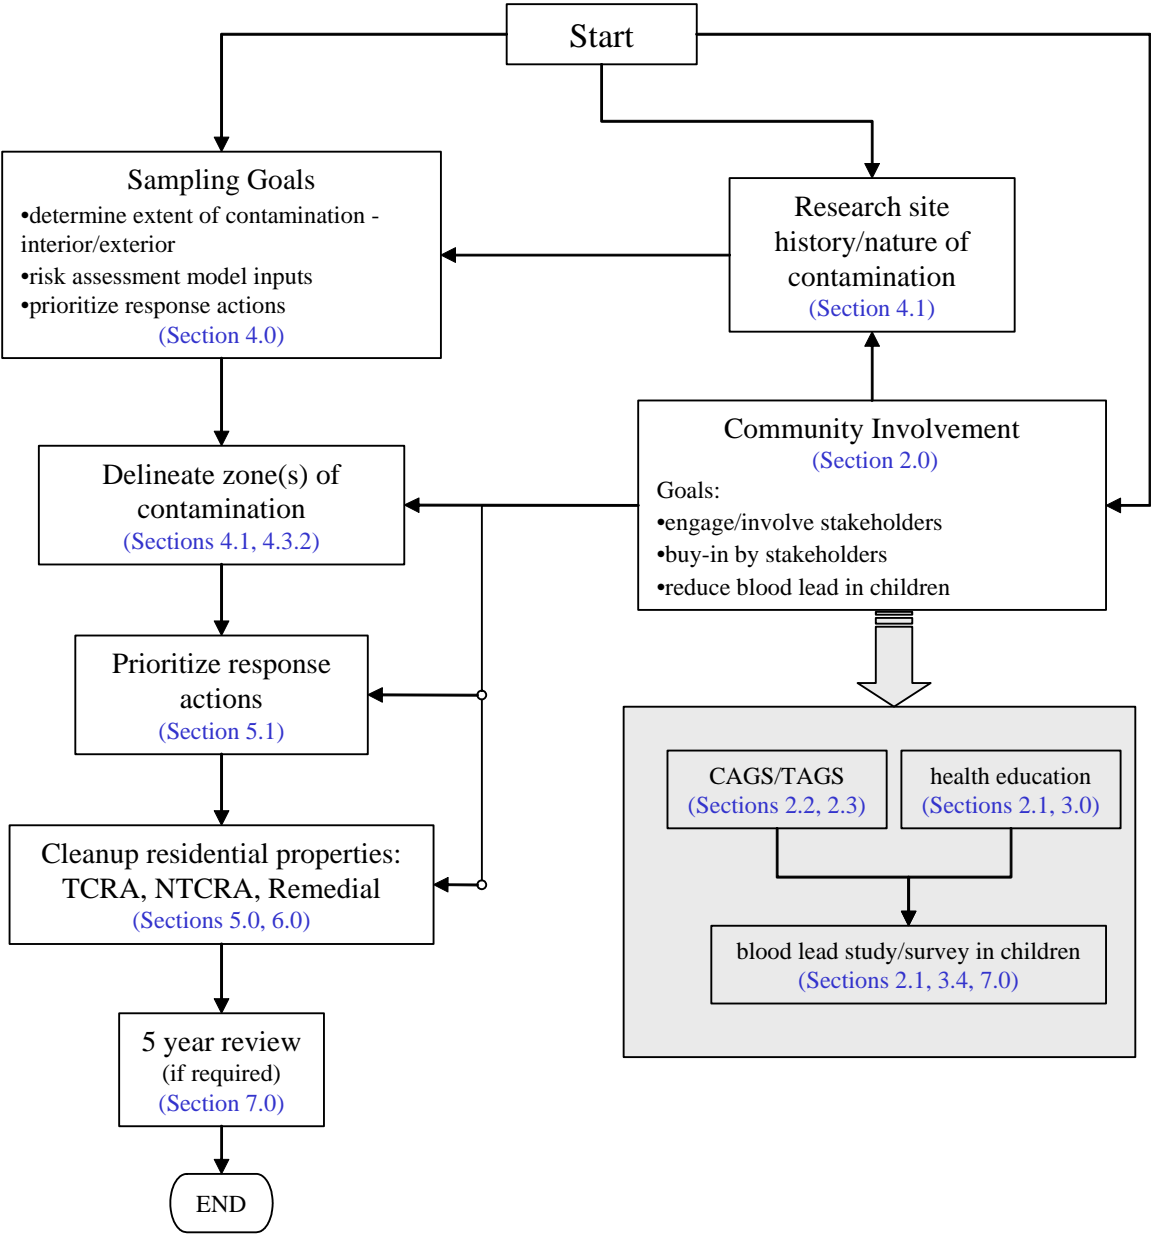 Start
Sampling Goals
•determine extent of contamination -
interior/exterior
•risk assessment model inputs
•prioritize response actions
(Section 4.0)
Research site
history/nature of
contamination
(Section 4.1)
Community Involvement
(Section 2.0)
Goals:
•engage/involve stakeholders
•buy-in by stakeholders
•reduce blood lead in children
Delineate zone(s) of
contamination
(Sections 4.1, 4.3.2)
Prioritize response
actions
(Section 5.1)
CAGS/TAGS
(Sections 2.2, 2.3)
health education
(Sections 2.1, 3.0)
Cleanup residential properties:
TCRA, NTCRA, Remedial
(Sections 5.0, 6.0)
blood lead study/survey in children
(Sections 2.1, 3.4, 7.0)
5 year review
(if required)
(Section 7.0)
END